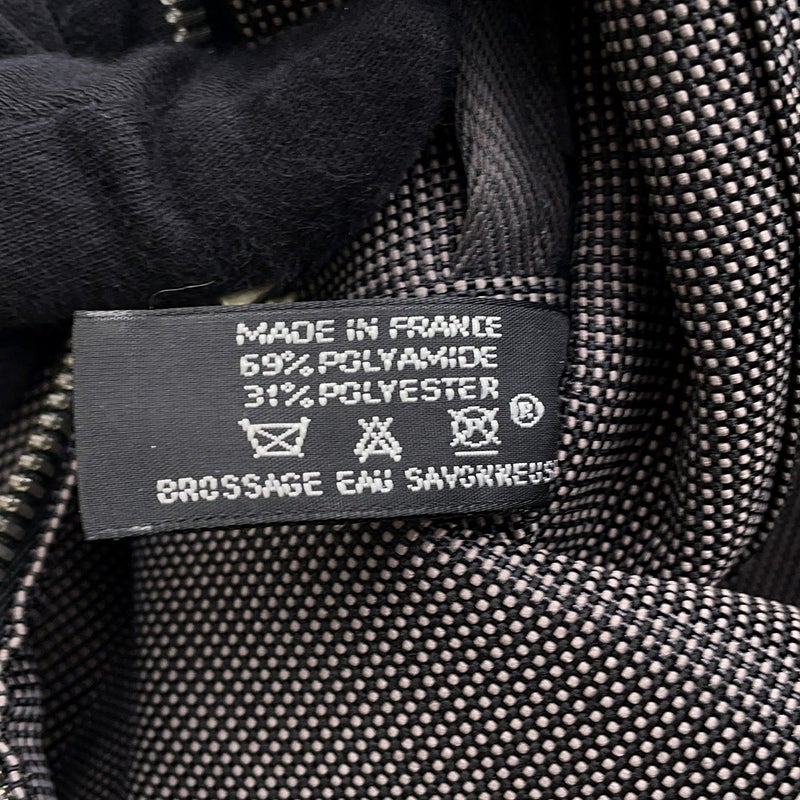 MADE IN FRANCE
69%POLYAMIDE
31%POLYESTER
®
BROSSAGE EAU SAVONNEUS